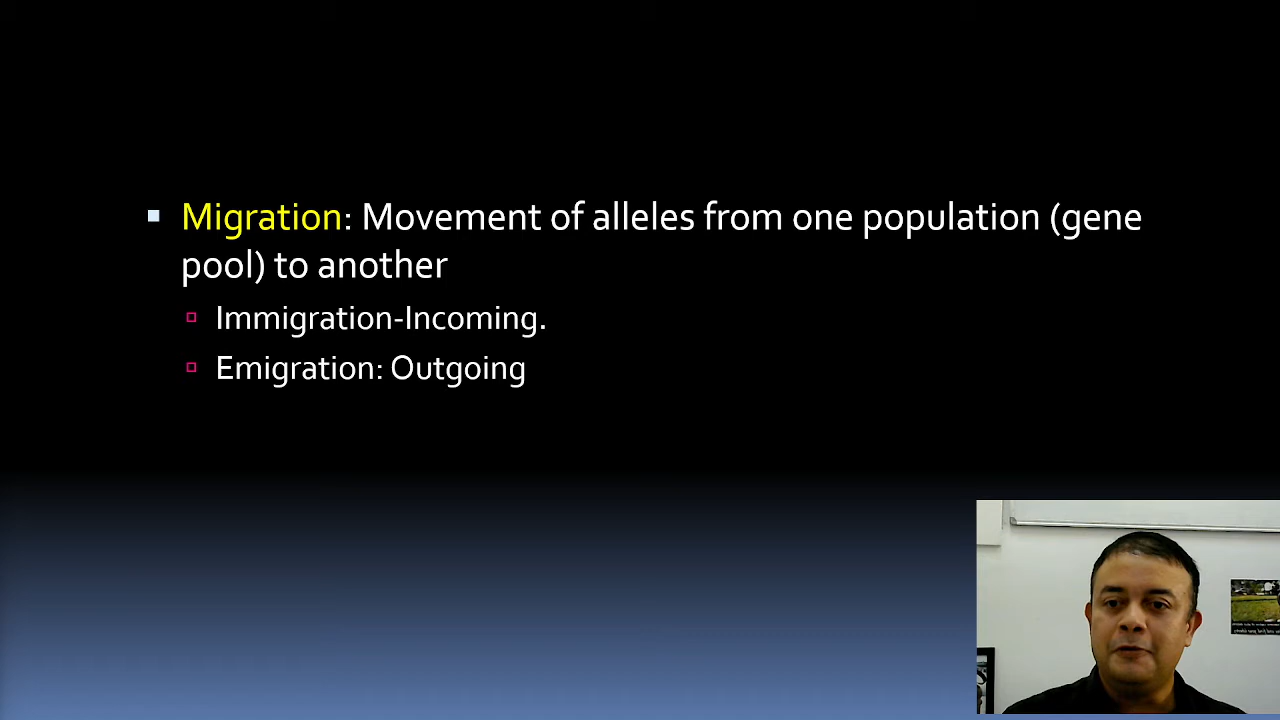 Migration: Movement of alleles from one population (gene
pool) to another
Immigration-Incoming.
Emigration: Outgoing